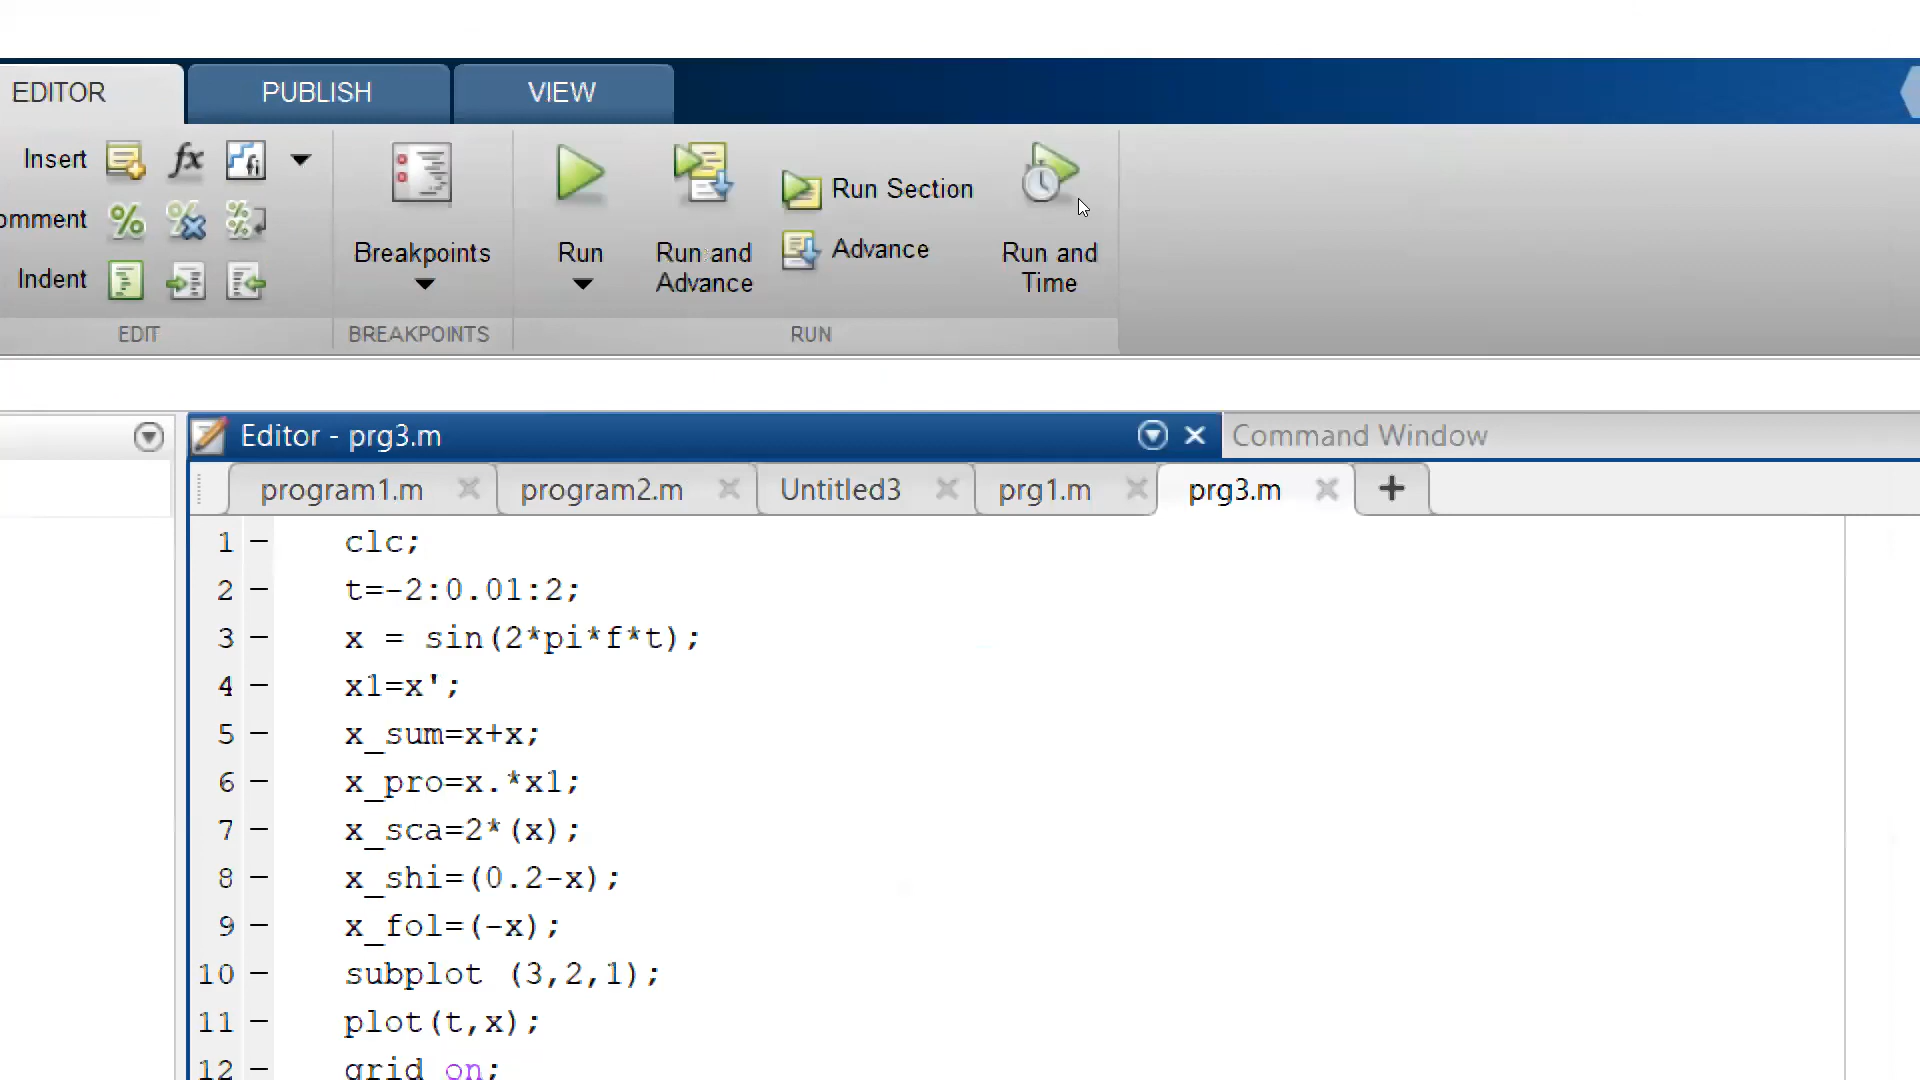 EDITOR PUBLISH VIEW
Insert fx fi
omment % % %
Indent
Breakpoints
Run
Run and
Advance
Run Section
Advance
Run and
Time
EDIT BREAKPOINTS RUN
Editor - prg3.m Command Window
program1.m program2.m Untitled3 prg1.m prg3.m +
1 – clc;
2 – t=-2:0.01:2;
3 – x = sin(2*pi*f*t);
4 – x1=x';
5 – x_sum=x+x;
6 – x_pro=x.*x1;
7 – x_sca=2*(x);
8 – x_shi=(0.2-x);
9 – x_fol=(-x);
10 – subplot (3,2,1);
11 – plot(t,x);
12 – grid on;